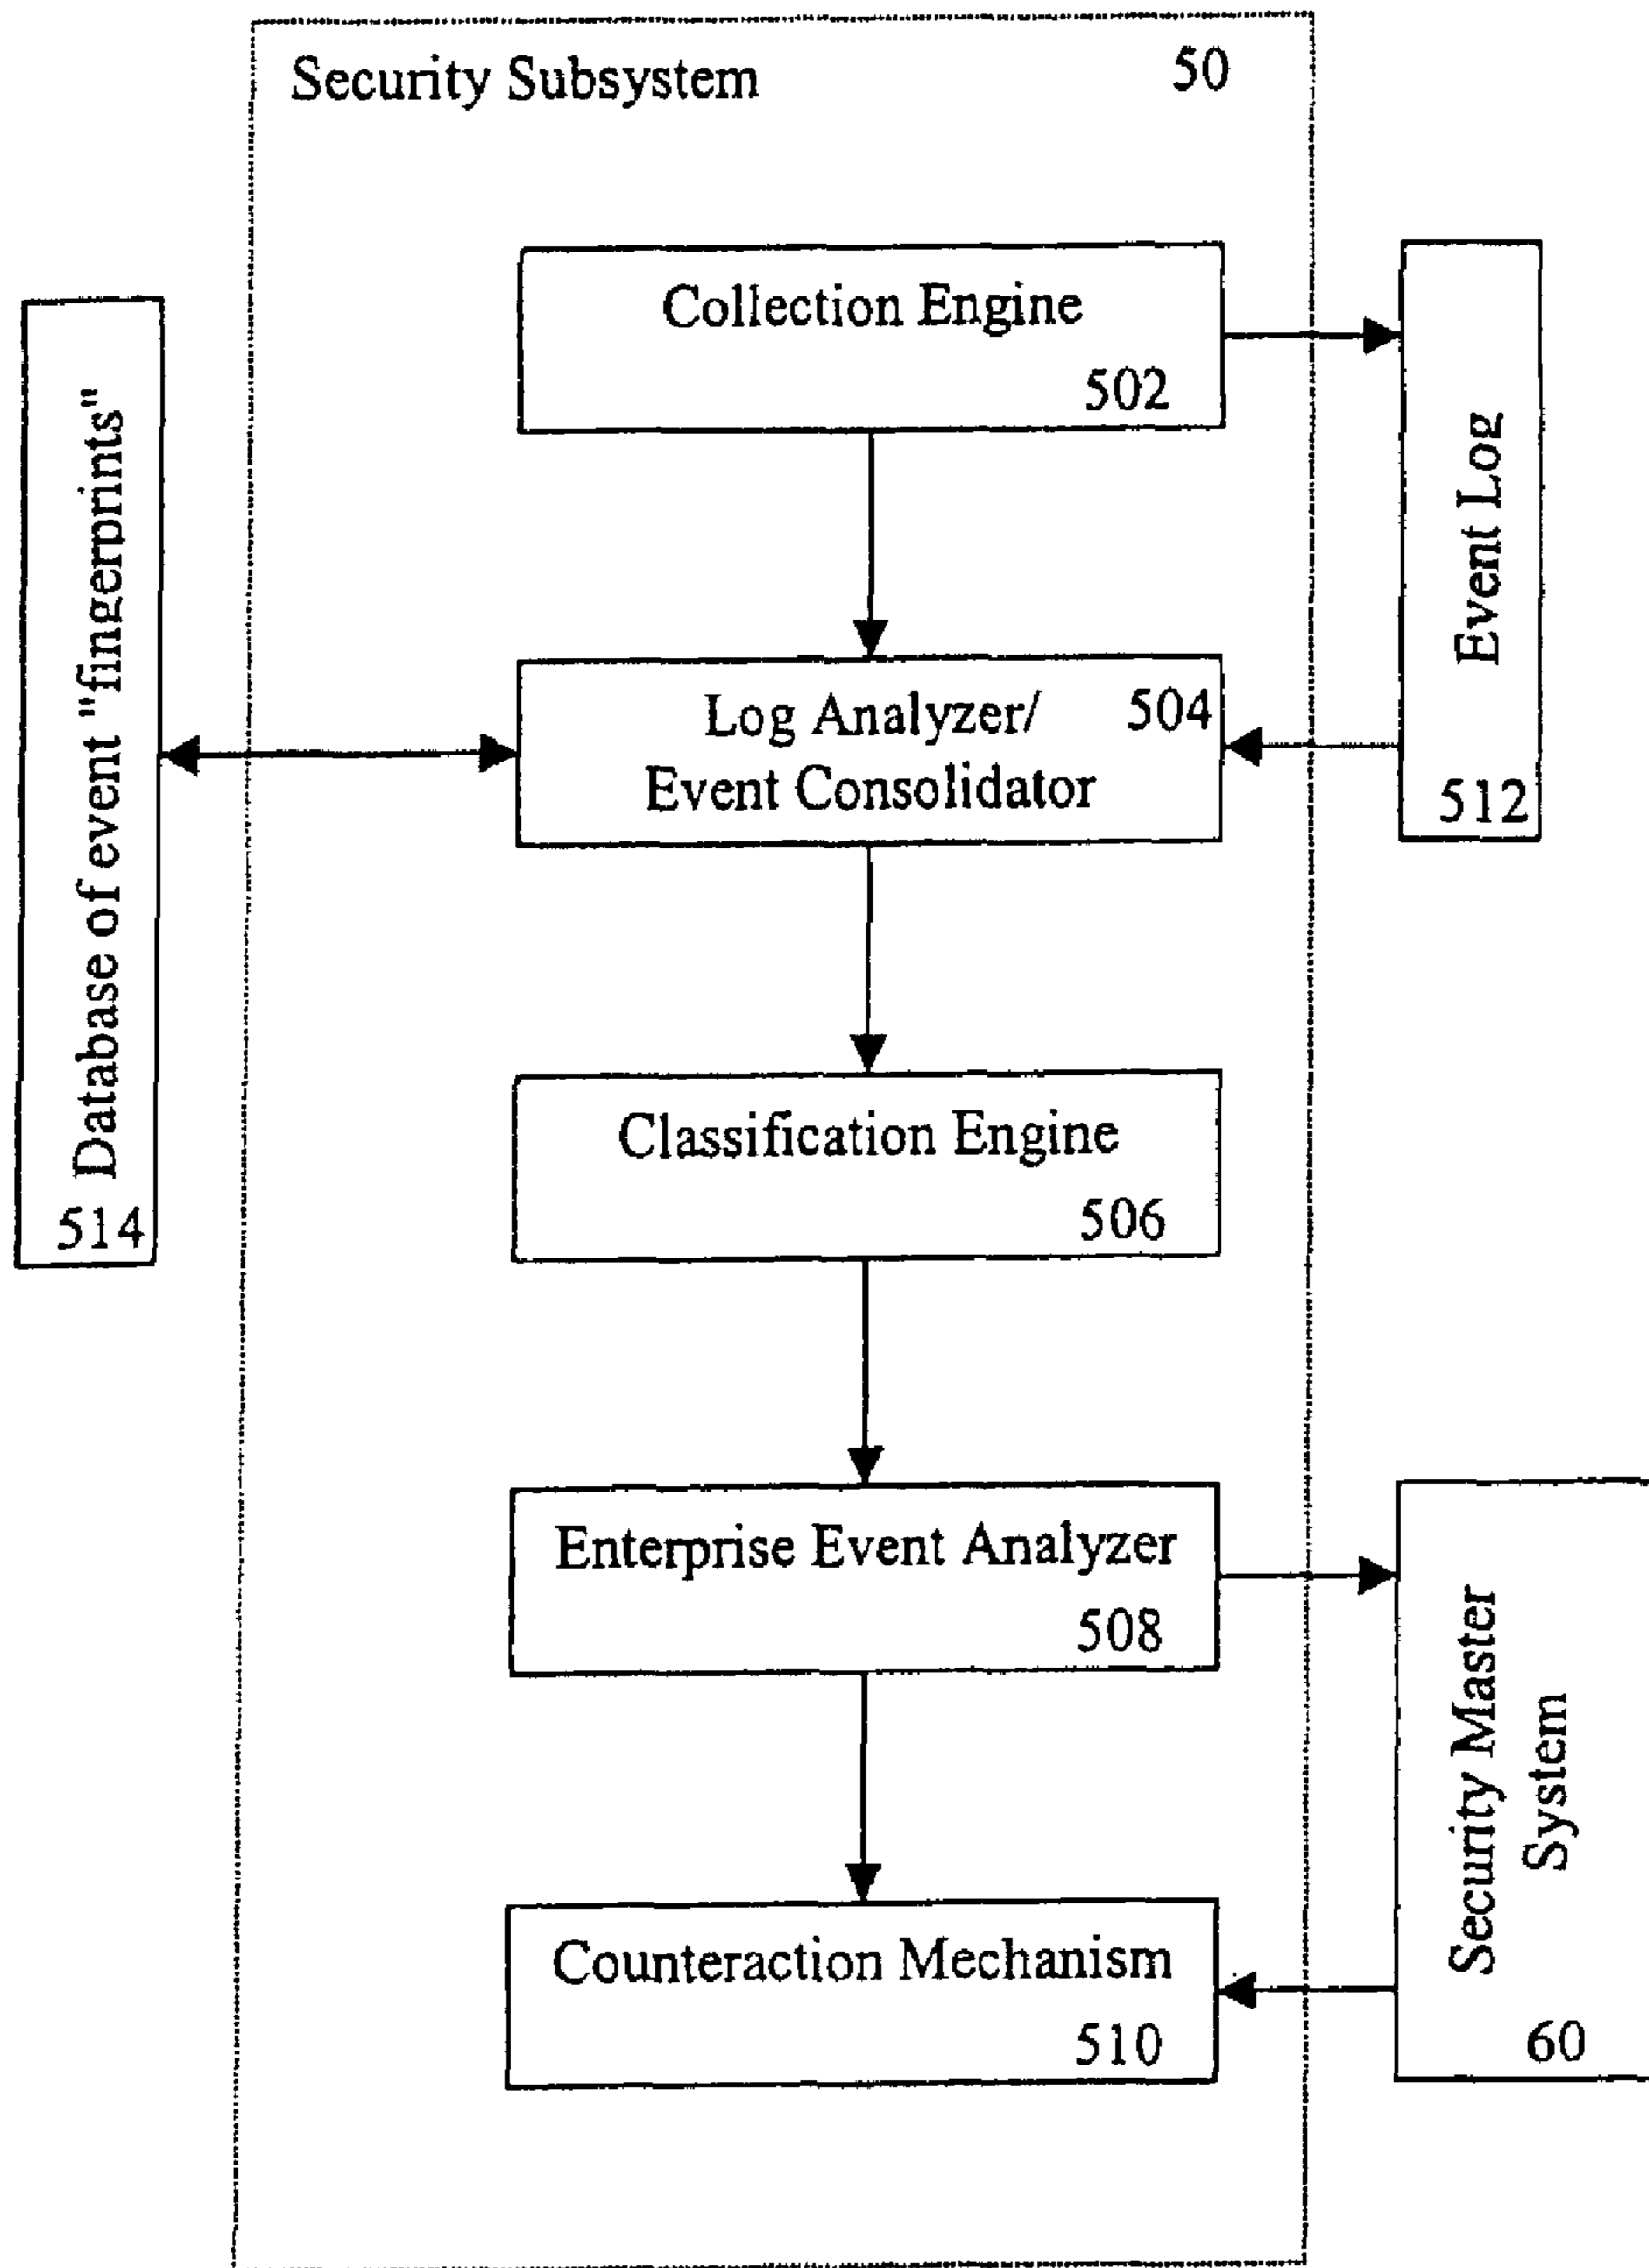 Security Subsystem 50
Collection Engine
502
Event Log
512
Log Analyzer/ 504
Event Consolidator
Database of event "fingerprints"
514
Classification Engine
506
Enterprise Event Analyzer
508
Security Master
System
60
Counteraction Mechanism
510